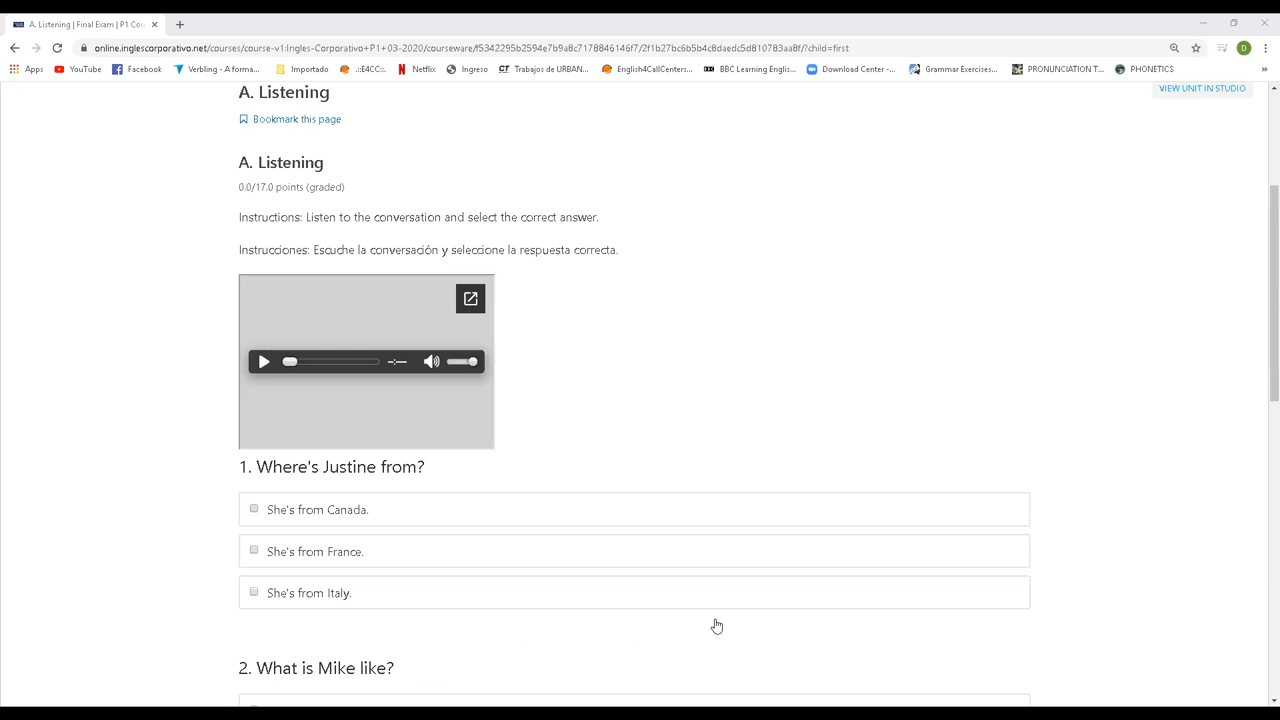 A. Listening | Final Exam | P1 Cou
online.inglescorporativo.net/courses/course-v1:Ingles-Corporativo+P1+03-2020/courseware/f5342295b2594e7b9a8c7178846146f7/2f1b27bc6b5b4c8daedc5d810783aa8f/?child=first
D
Apps YouTube Facebook Verbling - A forma... Importado .::E4CC::. Netflix Ingreso CT Trabajos de URBAN... English4CallCenters... BBC Learning Englis... Download Center -... Grammar Exercises... PRONUNCIATION T... PHONETICS »
A. Listening
VIEW UNIT IN STUDIO
Bookmark this page
A. Listening
0.0/17.0 points (graded)
Instructions: Listen to the conversation and select the correct answer.
Instrucciones: Escuche la conversación y seleccione la respuesta correcta.
--:--
1. Where's Justine from?
She's from Canada.
She's from France.
She's from Italy.
2. What is Mike like?